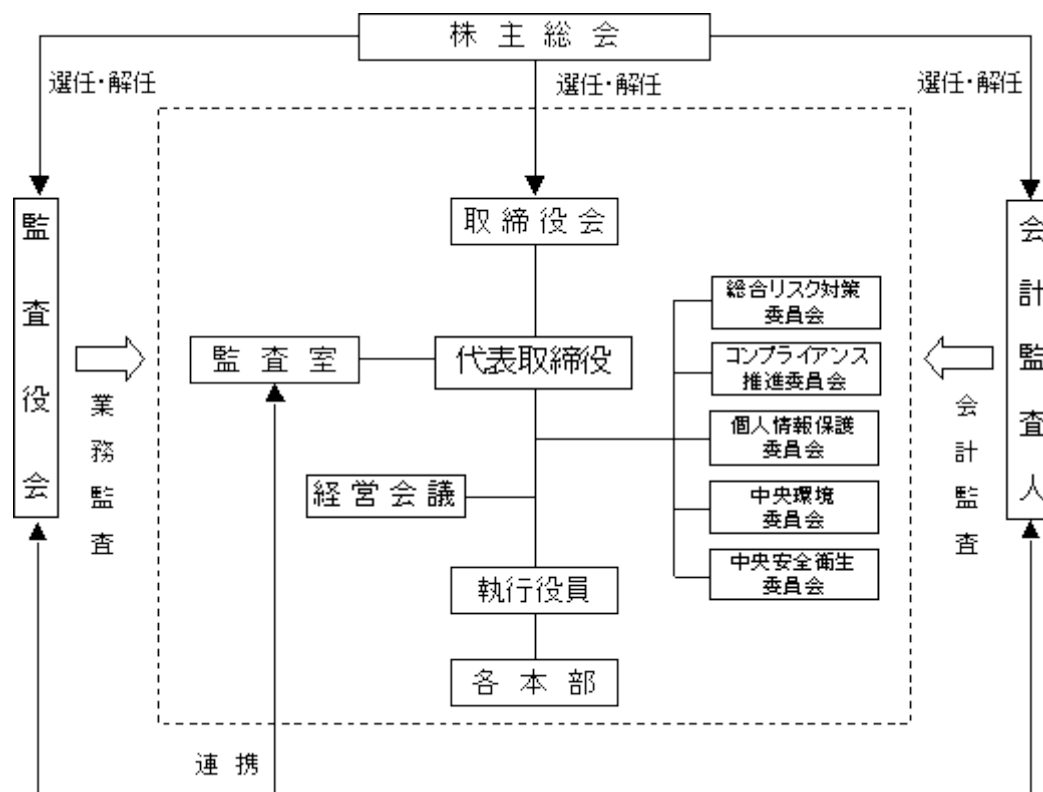 株主総会
選任・解任
選任・解任
選任・解任
監査役会
業務監査
取締役会
代表取締役
監査室
経営会議
執行役員
各本部
総合リスク対策
委員会
コンプライアンス
推進委員会
個人情報保護
委員会
中央環境
委員会
中央安全衛生
委員会
会計監査
会計監査人
連携